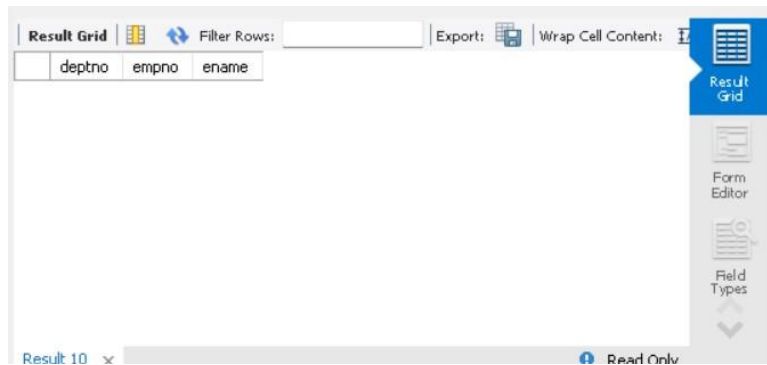 Result Grid Filter Rows: Export: Wrap Cell Content:
deptno empno ename
Result
Grid
Form
Editor
Field
Types
Result 10 Read Only